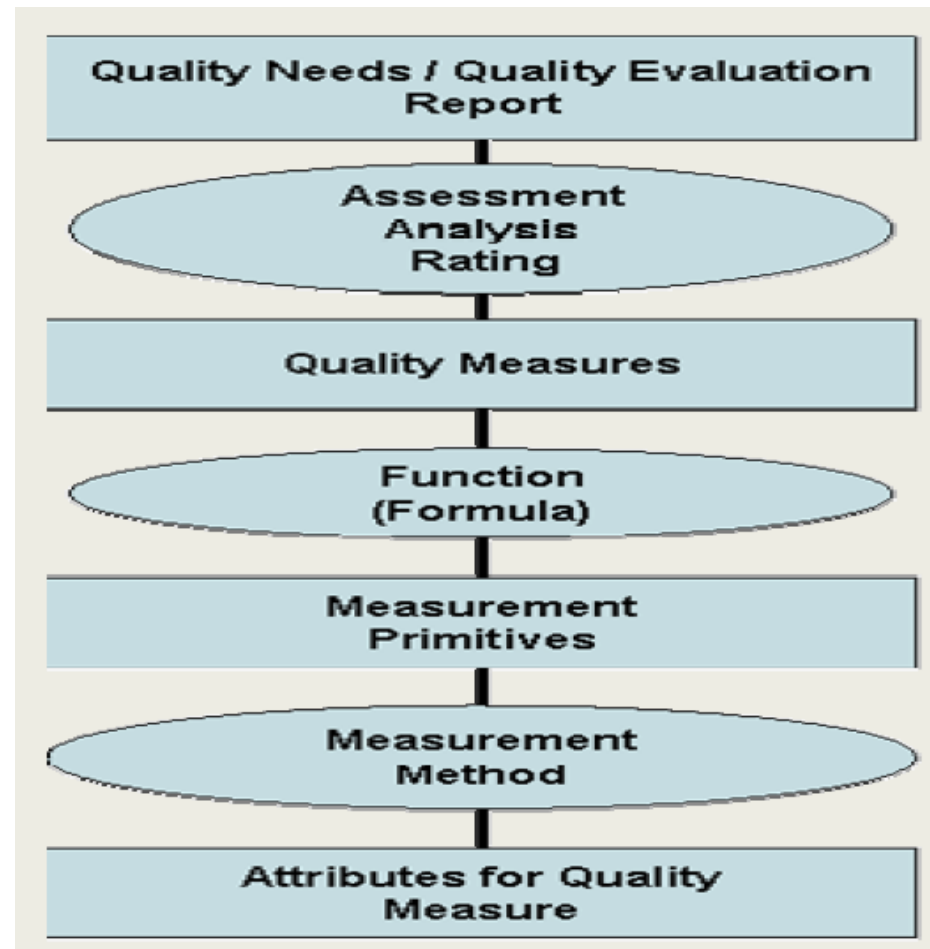 Quality Needs / Quality Evaluation
Report
Assessment
Analysis
Rating
Quality Measures
Function
(Formula)
Measurement
Primitives
Measurement
Method
Attributes for Quality
Measure